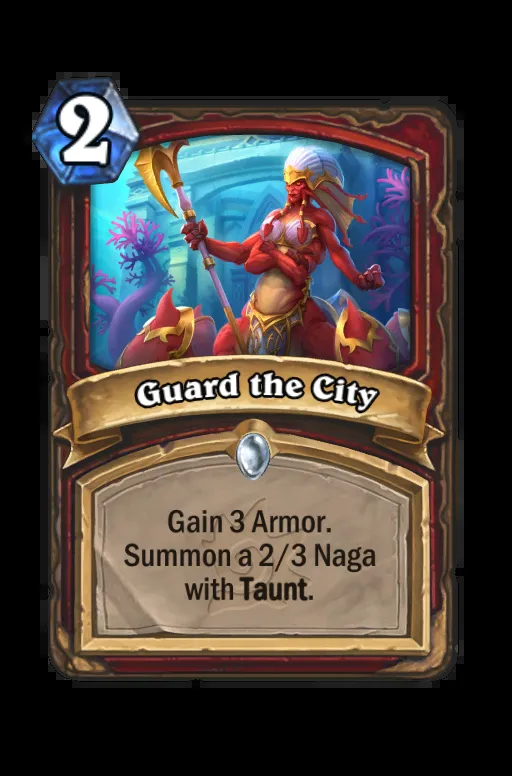 2
Guard the City
Gain 3 Armor.
Summon a 2/3 Naga
with Taunt.